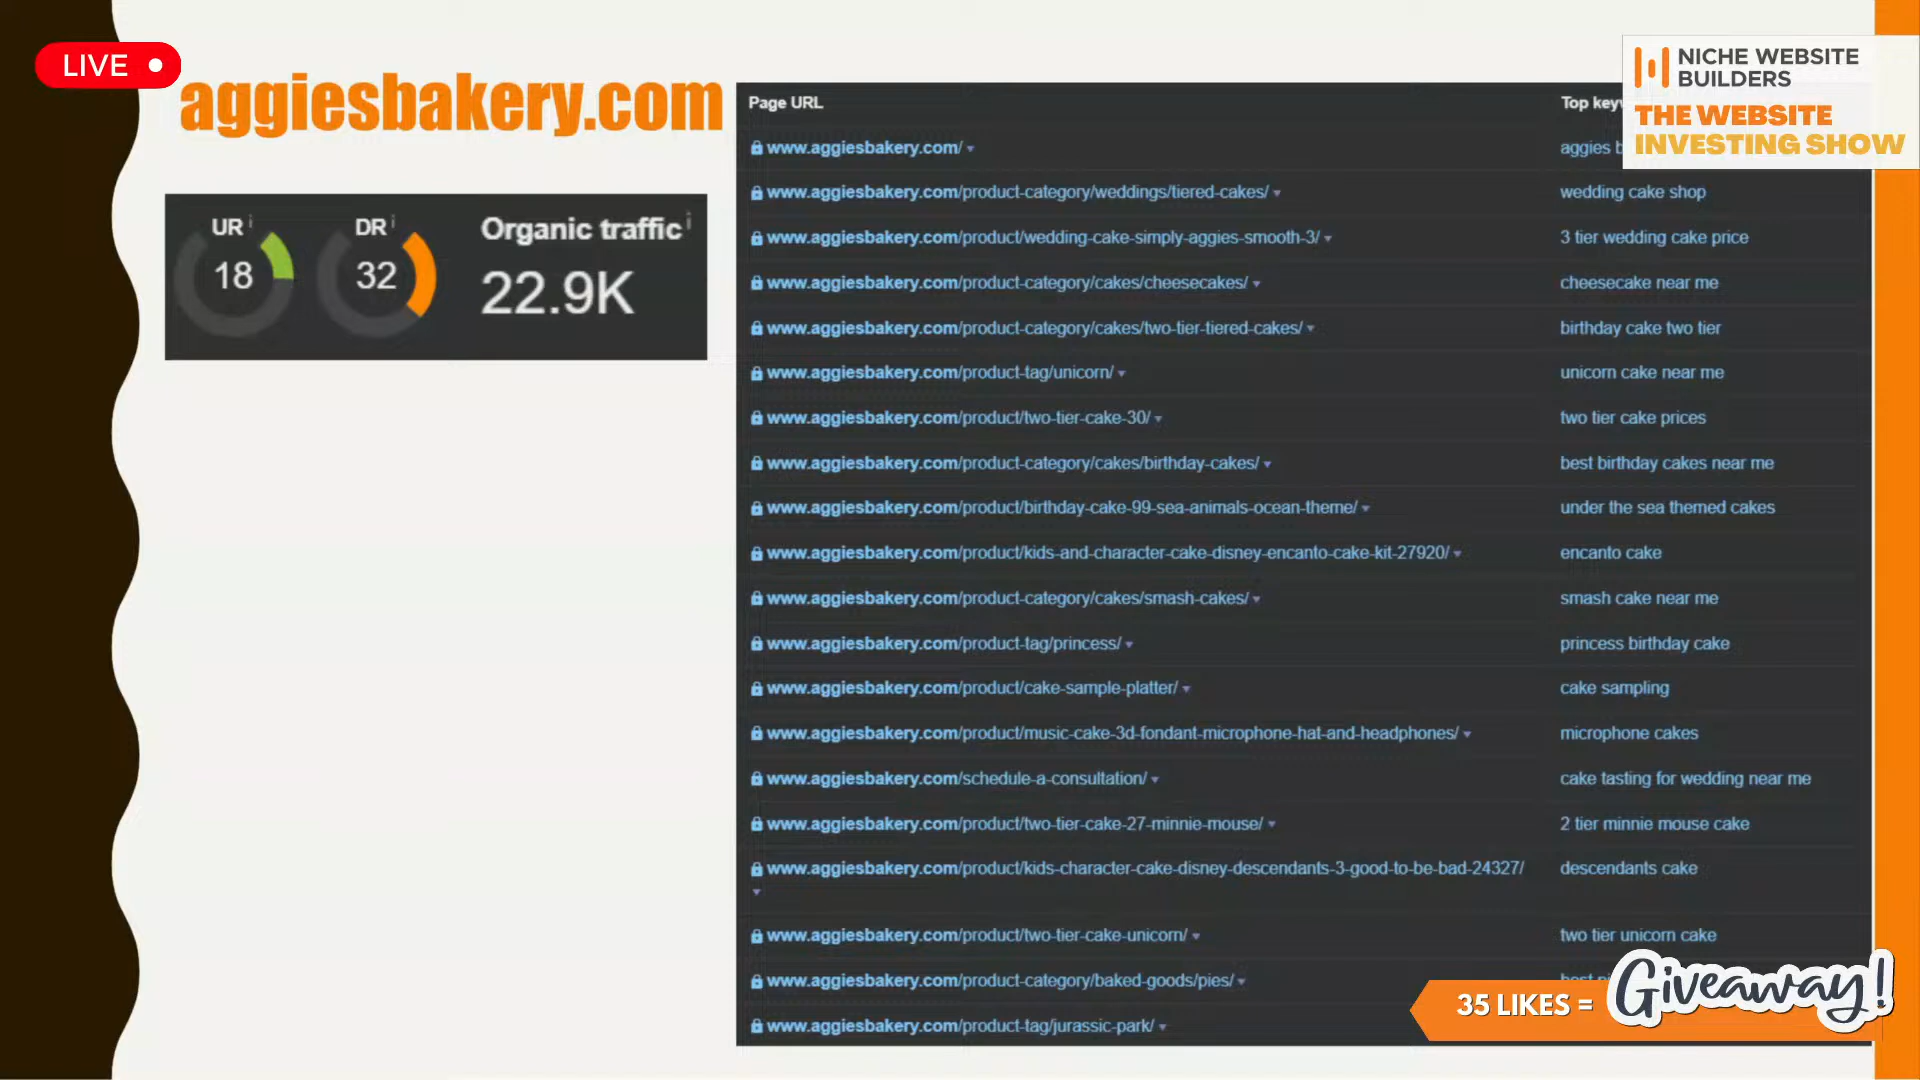 LIVE
aggiesbakery.com
UR
18
DR
32
Organic traffic
22.9K
NICHE WEBSITE
BUILDERS
THE WEBSITE
INVESTING SHOW
Page URL Top
www.aggiesbakery.com/ aggies
www.aggiesbakery.com/product-category/weddings/tiered-cakes/ wedding cake shop
www.aggiesbakery.com/product/wedding-cake-simply-aggies-smooth-3/ 3 tier wedding cake price
www.aggiesbakery.com/product-category/cakes/cheesecakes/ cheesecake near me
www.aggiesbakery.com/product-category/cakes/two-tier-tiered-cakes/ birthday cake two tier
www.aggiesbakery.com/product-tag/unicorn/ unicorn cake near me
www.aggiesbakery.com/product/two-tier-cake-30/ two tier cake prices
www.aggiesbakery.com/product-category/cakes/birthday-cakes/ best birthday cakes near me
www.aggiesbakery.com/product/birthday-cake-99-sea-animals-ocean-theme/ under the sea themed cakes
www.aggiesbakery.com/product/kids-and-character-cake-disney-encanto-cake-kit-27920/ encanto cake
www.aggiesbakery.com/product-category/cakes/smash-cakes/ smash cake near me
www.aggiesbakery.com/product-tag/princess/ princess birthday cake
www.aggiesbakery.com/product/cake-sample-platter/ cake sampling
www.aggiesbakery.com/product/music-cake-3d-fondant-microphone-hat-and-headphones/ microphone cakes
www.aggiesbakery.com/schedule-a-consultation/ cake tasting for wedding near me
www.aggiesbakery.com/product/two-tier-cake-27-minnie-mouse/ 2 tier minnie mouse cake
www.aggiesbakery.com/product/kids-character-cake-disney-descendants-3-good-to-be-bad-24327/ descendants cake
www.aggiesbakery.com/product/two-tier-cake-unicorn/ two tier unicorn cake
www.aggiesbakery.com/product-category/baked-goods/pies/
www.aggiesbakery.com/product-tag/jurassic-park/
35 LIKES = Giveaway!